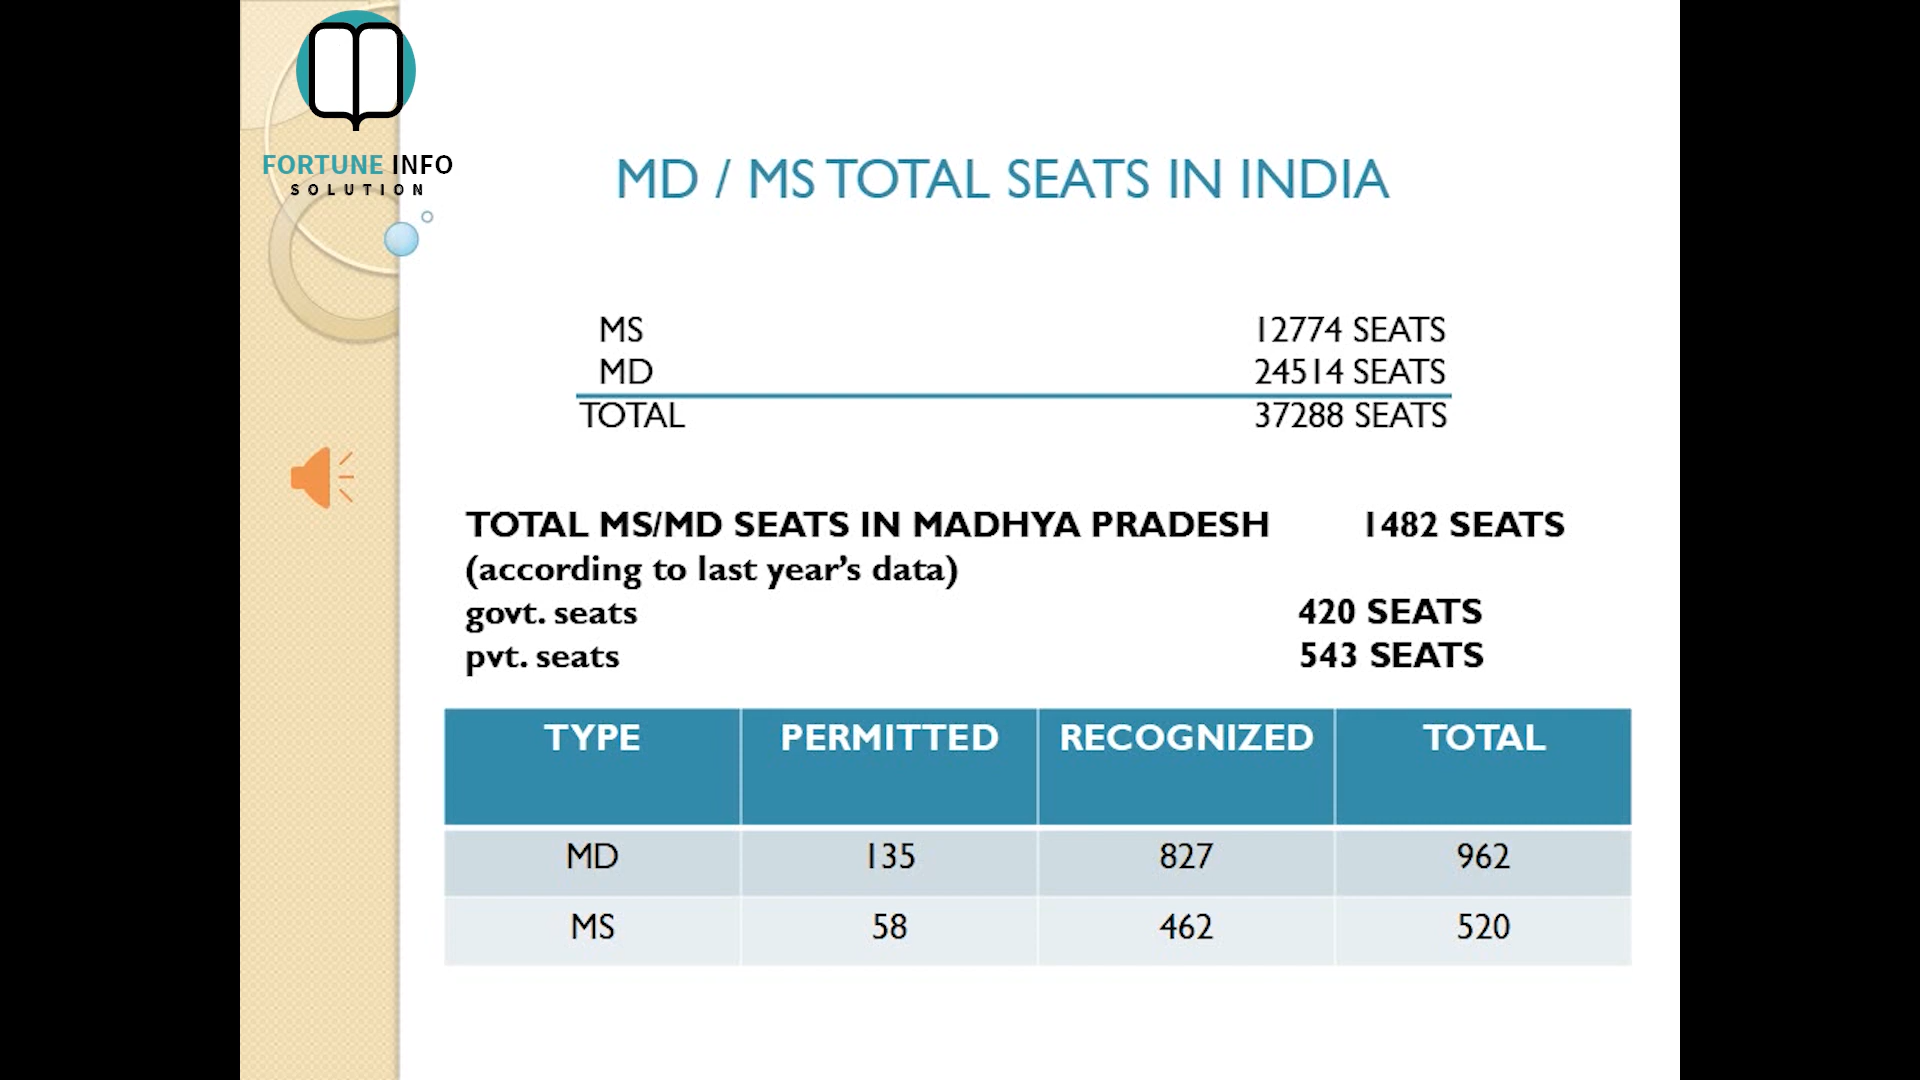 FORTUNE INFO
SOLUTION
MD / MS TOTAL SEATS IN INDIA
MS 12774 SEATS
MD 24514 SEATS
TOTAL 37288 SEATS
TOTAL MS/MD SEATS IN MADHYA PRADESH 1482 SEATS
(according to last year’s data)
govt. seats 420 SEATS
pvt. seats 543 SEATS
TYPE PERMITTED RECOGNIZED TOTAL
MD 135 827 962
MS 58 462 520